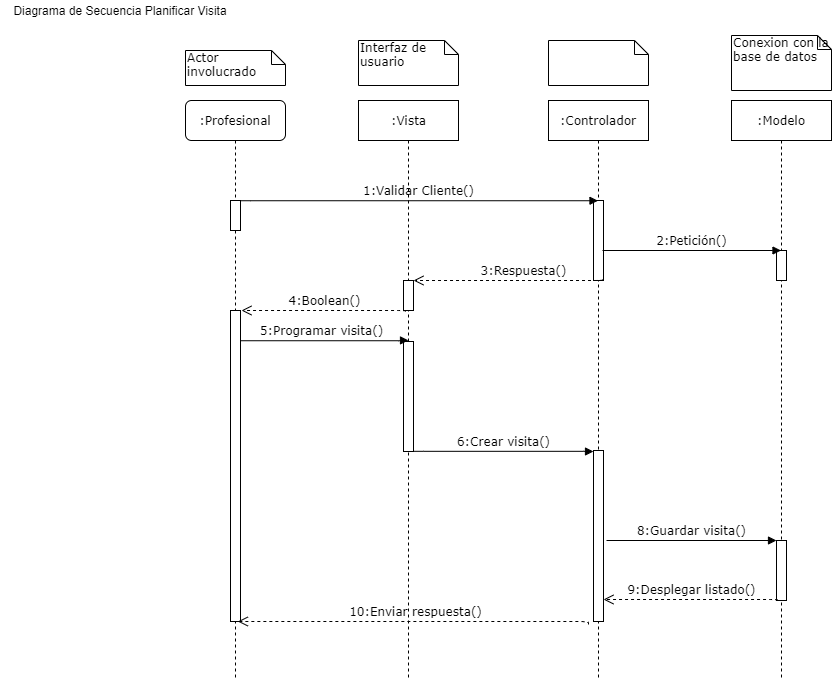 Diagrama de Secuencia Planificar Visita
Actor
involucrado
Interfaz de
usuario
Conexion con la
base de datos
:Profesional
:Vista
:Controlador
:Modelo
1:Validar Cliente()
2:Petición()
3:Respuesta()
4:Boolean()
5:Programar visita()
6:Crear visita()
8:Guardar visita()
9:Desplegar listado()
10:Enviar respuesta()